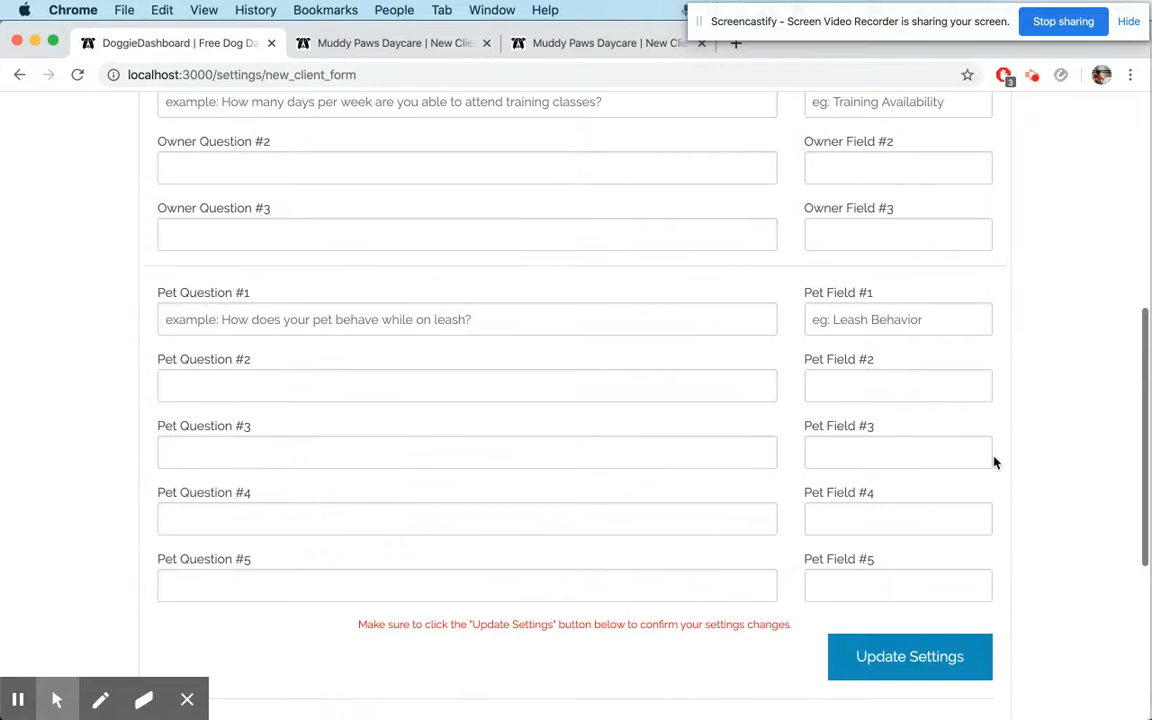 Chrome File Edit View History Bookmarks People Tab Window Help
Screencastify - Screen Video Recorder is sharing your screen. Stop sharing Hide
DoggieDashboard | Free Dog Da
Muddy Paws Daycare | New Clie
Muddy Paws Daycare | New Clie
localhost:3000/settings/new_client_form
3
example: How many days per week are you able to attend training classes?
eg: Training Availability
Owner Question #2
Owner Field #2
Owner Question #3
Owner Field #3
Pet Question #1
Pet Field #1
example: How does your pet behave while on leash?
eg: Leash Behavior
Pet Question #2
Pet Field #2
Pet Question #3
Pet Field #3
Pet Question #4
Pet Field #4
Pet Question #5
Pet Field #5
Make sure to click the "Update Settings" button below to confirm your settings changes.
Update Settings